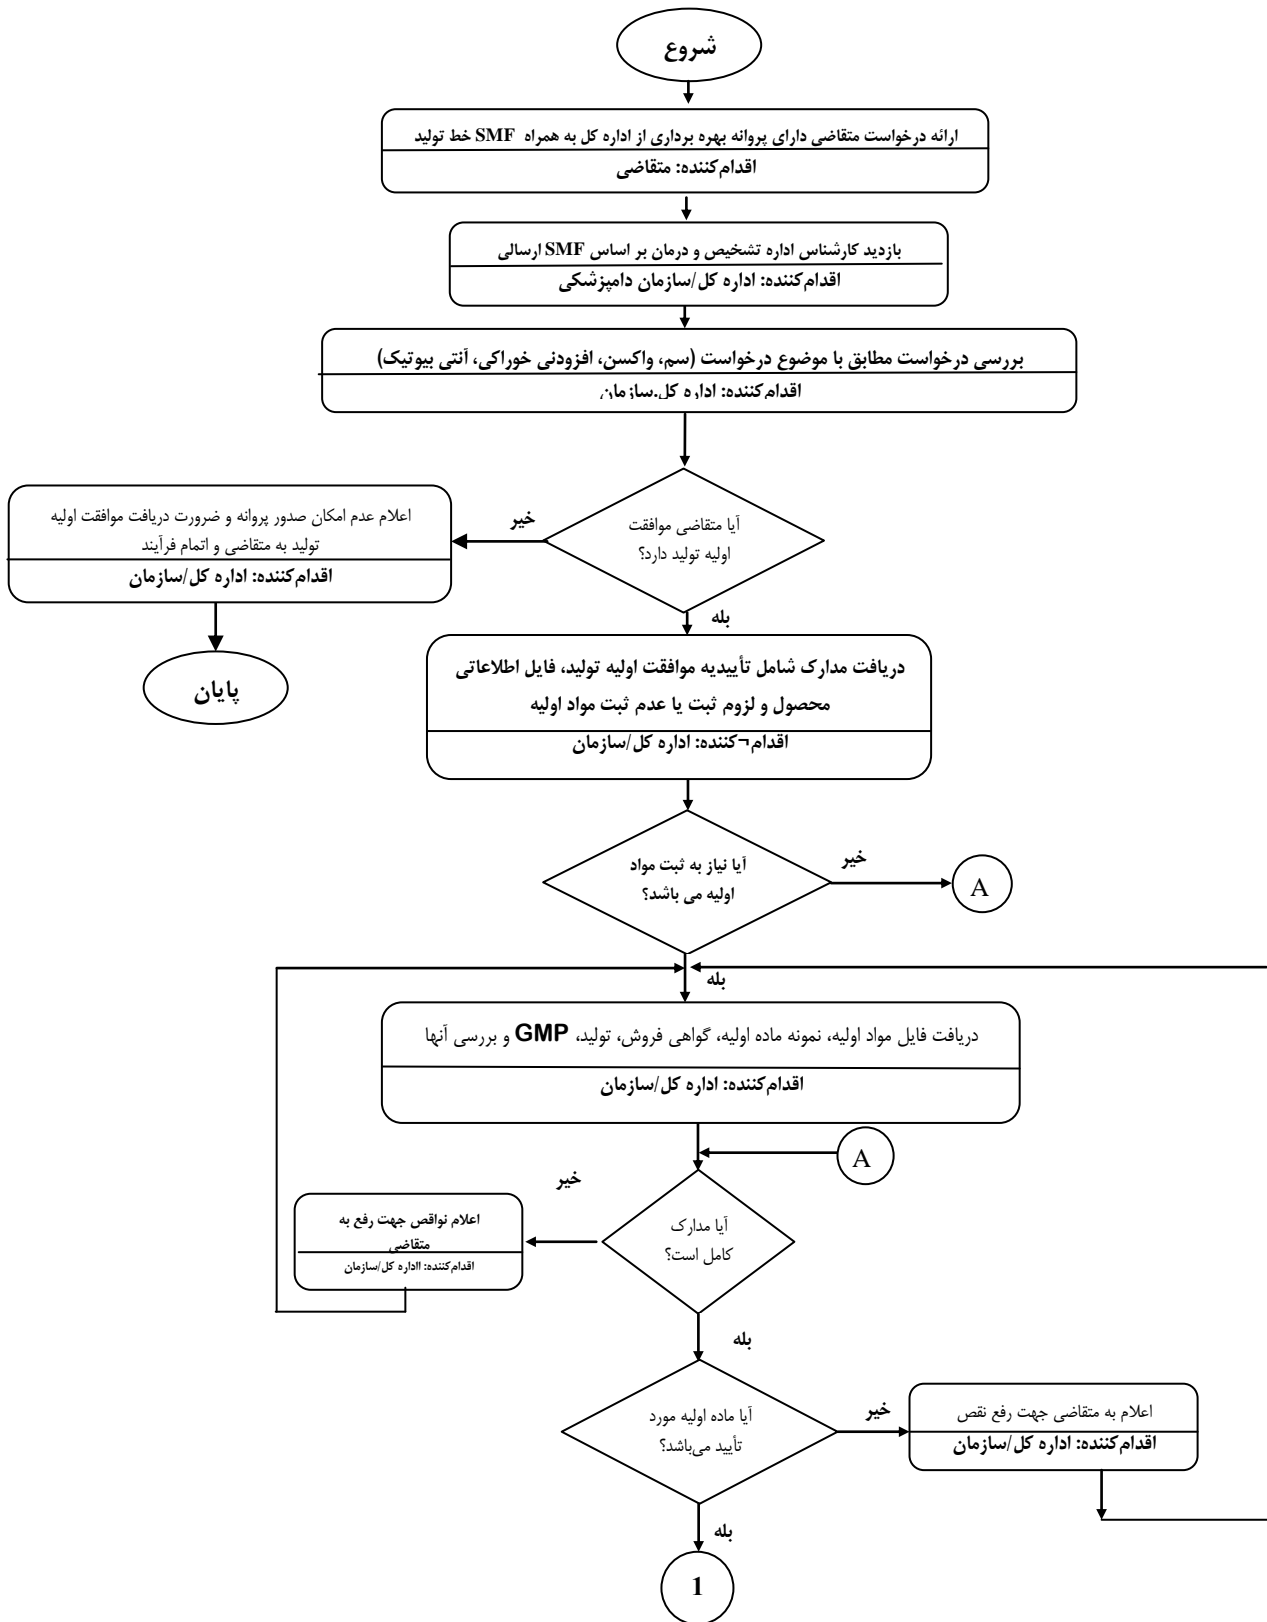 شروع
ارائه درخواست متقاضی دارای پروانه بهره برداری از اداره کل به همراه SMF خط تولید
اقدام‌کننده: متقاضی
بازدید کارشناس اداره تشخیص و درمان بر اساس SMF ارسالی
اقدام‌کننده: اداره کل/سازمان دامپزشکی
بررسی درخواست مطابق با موضوع درخواست (سم، واکسن، افزودنی خوراکی، آنتی بیوتیک)
اقدام‌کننده: اداره کل.سازمان
آیا متقاضی موافقت
اولیه تولید دارد؟
خیر
اعلام عدم امکان صدور پروانه و ضرورت دریافت موافقت اولیه
تولید به متقاضی و اتمام فرآیند
اقدام‌کننده: اداره کل/سازمان
پایان
بله
دریافت مدارک شامل تأییدیه موافقت اولیه تولید، فایل اطلاعاتی
محصول و لزوم ثبت یا عدم ثبت مواد اولیه
اقدام¬کننده: اداره کل/سازمان
آیا نیاز به ثبت مواد
اولیه می باشد؟
خیر
A
بله
دریافت فایل مواد اولیه، نمونه ماده اولیه، گواهی فروش، تولید، GMP و بررسی آنها
اقدام‌کننده: اداره کل/سازمان
A
آیا مدارک
کامل است؟
خیر
اعلام نواقص جهت رفع به
متقاضی
اقدام‌کننده: ااداره کل/سازمان
بله
آیا ماده اولیه مورد
تأیید می‌باشد؟
خیر
اعلام به متقاضی جهت رفع نقص
اقدام‌کننده: اداره کل/سازمان
بله
1